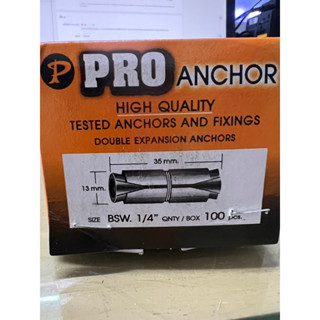 P PRO ANCHOR
HIGH QUALITY
TESTED ANCHORS AND FIXINGS
DOUBLE EXPANSION ANCHORS
35 mm.
13 mm.
SIZE BSW. 1/4" QNTY / BOX 100 pcs.